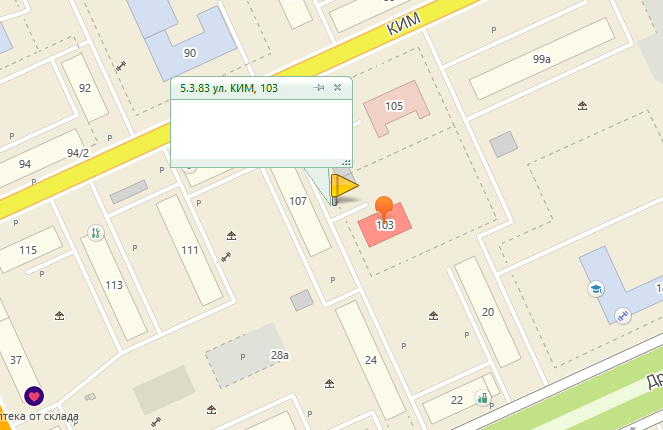 КИМ
90
99а
92
5.3.83 ул. КИМ, 103
105
P
P
94/2
94
P
107
103
115
111
P
113
P
P
P
20
28а
P
24
37
P
22
Др
птека от склада
P